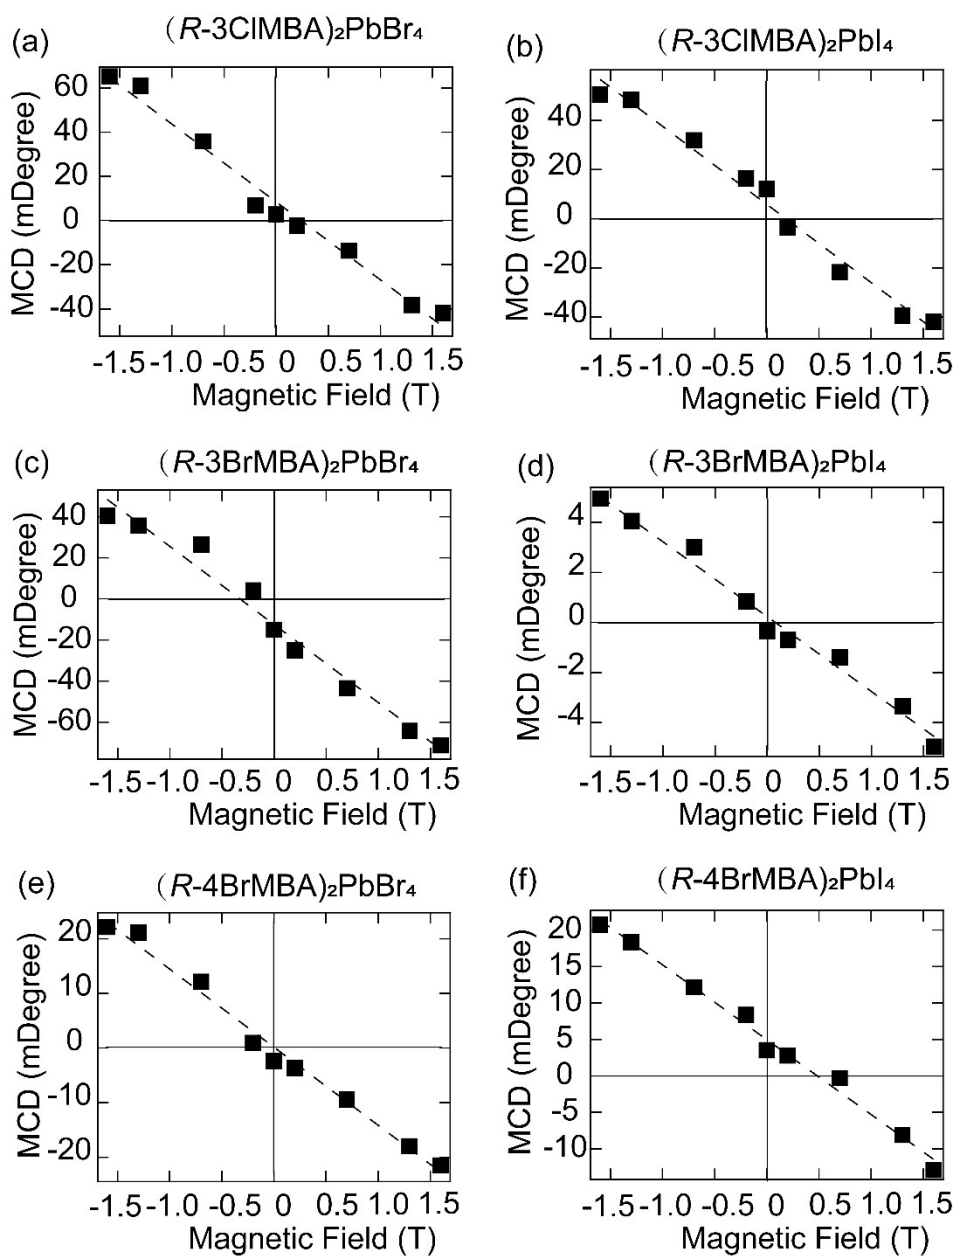 (a) (R-3ClMBA)₂PbBr₄
60
40
20
0
-20
-40
MCD (mDegree)
-1.5 -1.0 -0.5 0 0.5 1.0 1.5
Magnetic Field (T)
(b) (R-3ClMBA)₂PbI₄
40
20
0
-20
-40
MCD (mDegree)
-1.5 -1.0 -0.5 0 0.5 1.0 1.5
Magnetic Field (T)
(c) (R-3BrMBA)₂PbBr₄
40
20
0
-20
-40
-60
MCD (mDegree)
-1.5 -1.0 -0.5 0 0.5 1.0 1.5
Magnetic Field (T)
(d) (R-3BrMBA)₂PbI₄
4
2
0
-2
-4
MCD (mDegree)
-1.5 -1.0 -0.5 0 0.5 1.0 1.5
Magnetic Field (T)
(e) (R-4BrMBA)₂PbBr₄
20
10
0
-10
-20
MCD (mDegree)
-1.5 -1.0 -0.5 0 0.5 1.0 1.5
Magnetic Field (T)
(f) (R-4BrMBA)₂PbI₄
20
15
10
5
0
-5
-10
MCD (mDegree)
-1.5 -1.0 -0.5 0 0.5 1.0 1.5
Magnetic Field (T)